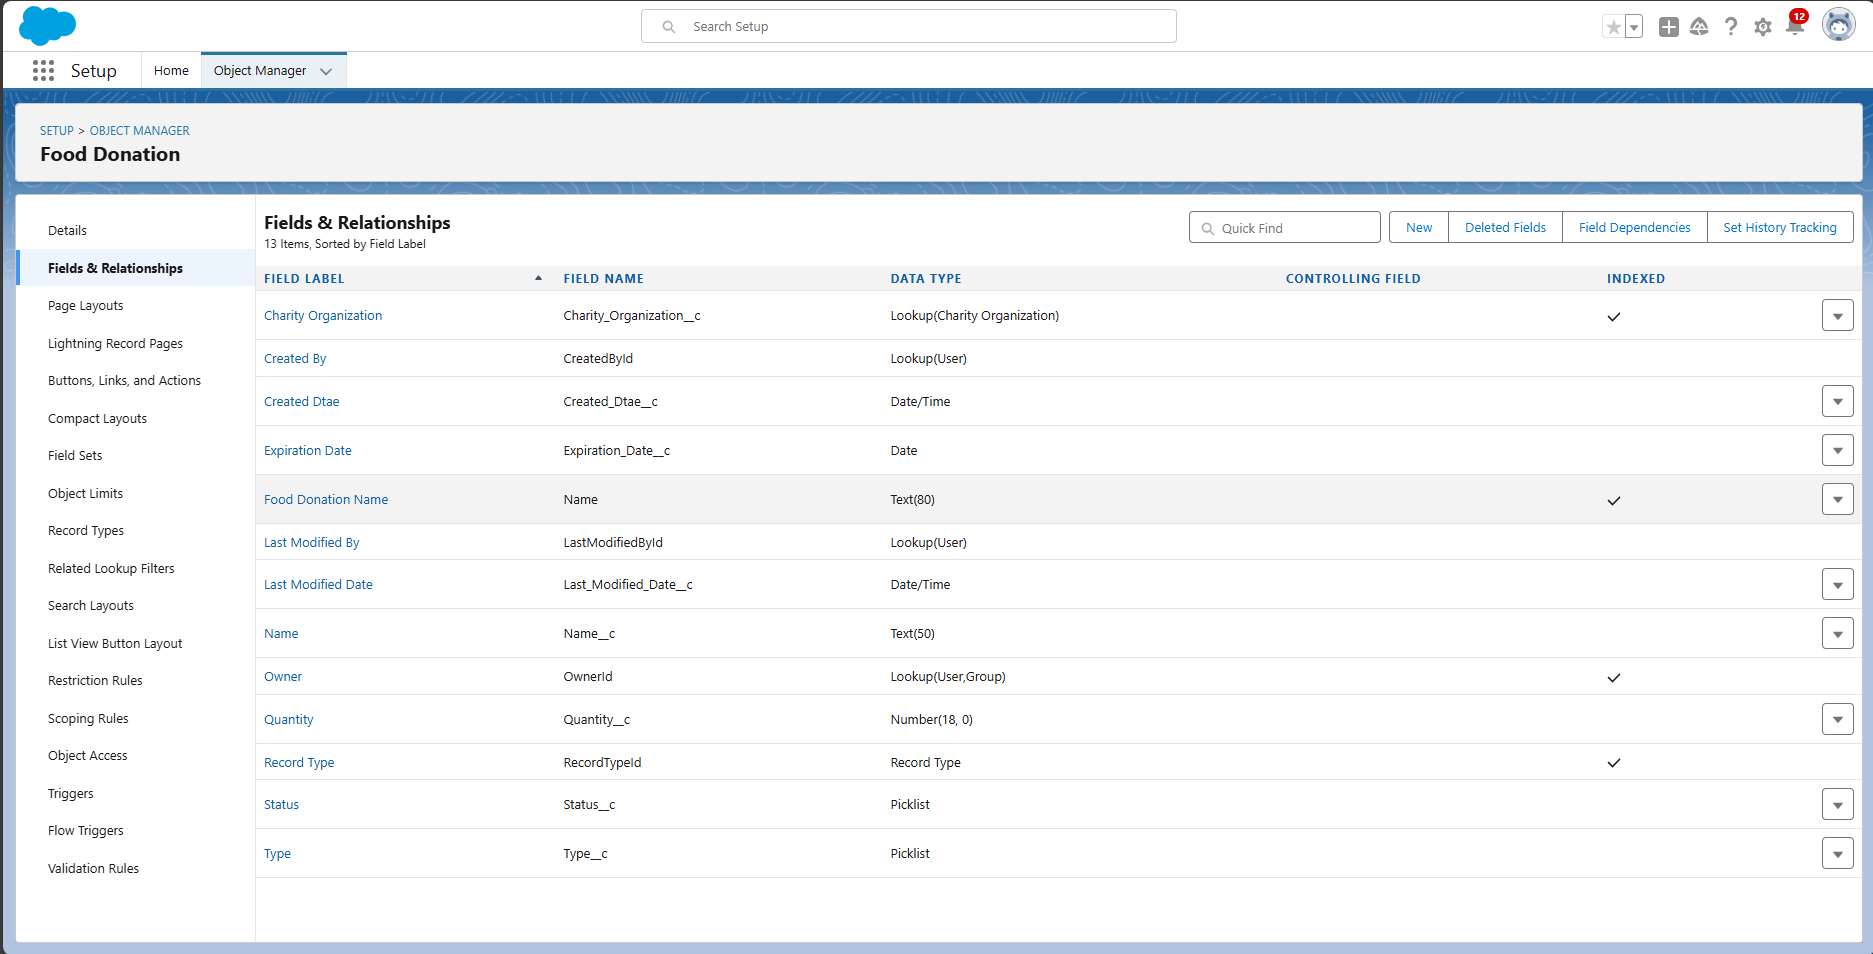 Search Setup
12
Setup
Home
Object Manager
SETUP > OBJECT MANAGER
Food Donation
Details
Fields & Relationships
Page Layouts
Lightning Record Pages
Buttons, Links, and Actions
Compact Layouts
Field Sets
Object Limits
Record Types
Related Lookup Filters
Search Layouts
List View Button Layout
Restriction Rules
Scoping Rules
Object Access
Triggers
Flow Triggers
Validation Rules
Fields & Relationships
13 Items, Sorted by Field Label
Quick Find
New
Deleted Fields
Field Dependencies
Set History Tracking
FIELD LABEL FIELD NAME DATA TYPE CONTROLLING FIELD INDEXED
Charity Organization Charity_Organization__c Lookup(Charity Organization)
Created By CreatedById Lookup(User)
Created Dtae Created_Dtae__c Date/Time
Expiration Date Expiration_Date__c Date
Food Donation Name Name Text(80)
Last Modified By LastModifiedById Lookup(User)
Last Modified Date Last_Modified_Date__c Date/Time
Name Name__c Text(50)
Owner OwnerId Lookup(User,Group)
Quantity Quantity__c Number(18, 0)
Record Type RecordTypeId Record Type
Status Status__c Picklist
Type Type__c Picklist